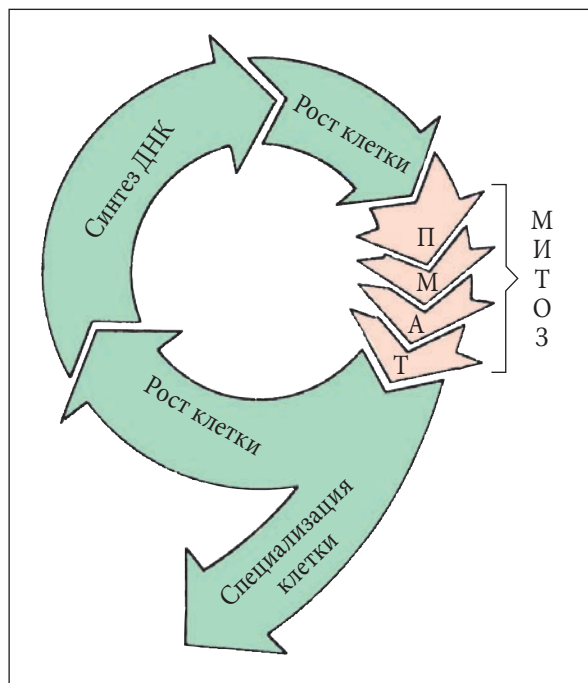 Синтез ДНК
Рост клетки
П
М
А
Т
М
И
Т
О
З
Рост клетки
Специализация
клетки